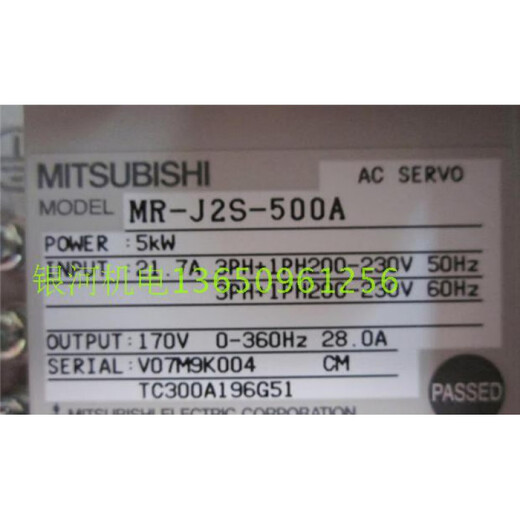 MITSUBISHI AC SERVO
MODEL MR-J2S-500A
POWER :5kW
INPUT :21.7A 3PH+1PH200-230V 50Hz
3PH+1PH200-230V 60Hz
银河机电13650961256
OUTPUT:170V 0-360Hz 28.0A
SERIAL:V07M9K004 CM
TC300A196G51
PASSED
MITSUBISHI ELECTRIC CORPORATION